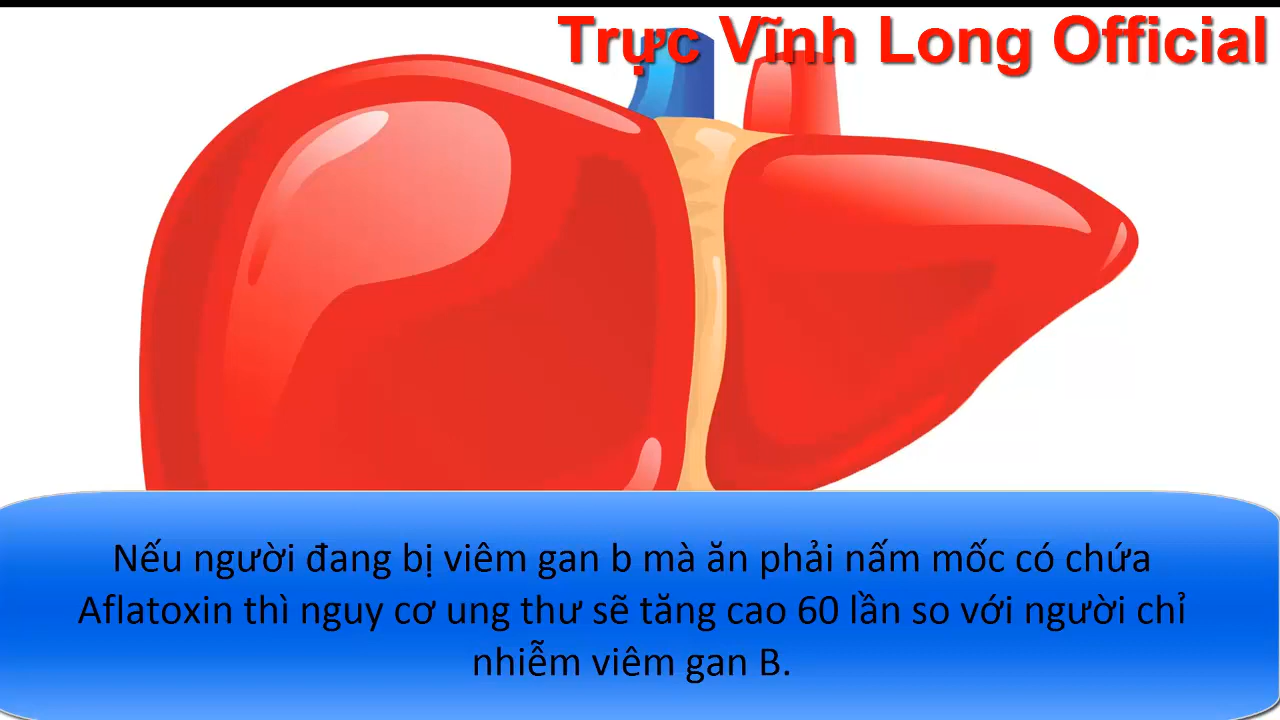 Trực Vĩnh Long Official
Nếu người đang bị viêm gan b mà ăn phải nấm mốc có chứa
Aflatoxin thì nguy cơ ung thư sẽ tăng cao 60 lần so với người chỉ
nhiễm viêm gan B.